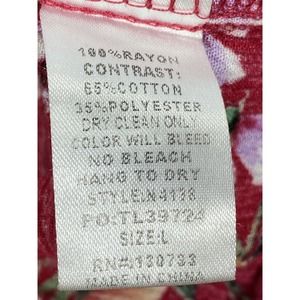 100%RAYON
CONTRAST:
65%COTTON
35%POLYESTER
DRY CLEAN ONLY
COLOR WILL BLEED
NO BLEACH
HANG TO DRY
STYLE:N4138
PO:TL39724
SIZE:L
RN#:130733
MADE IN CHINA